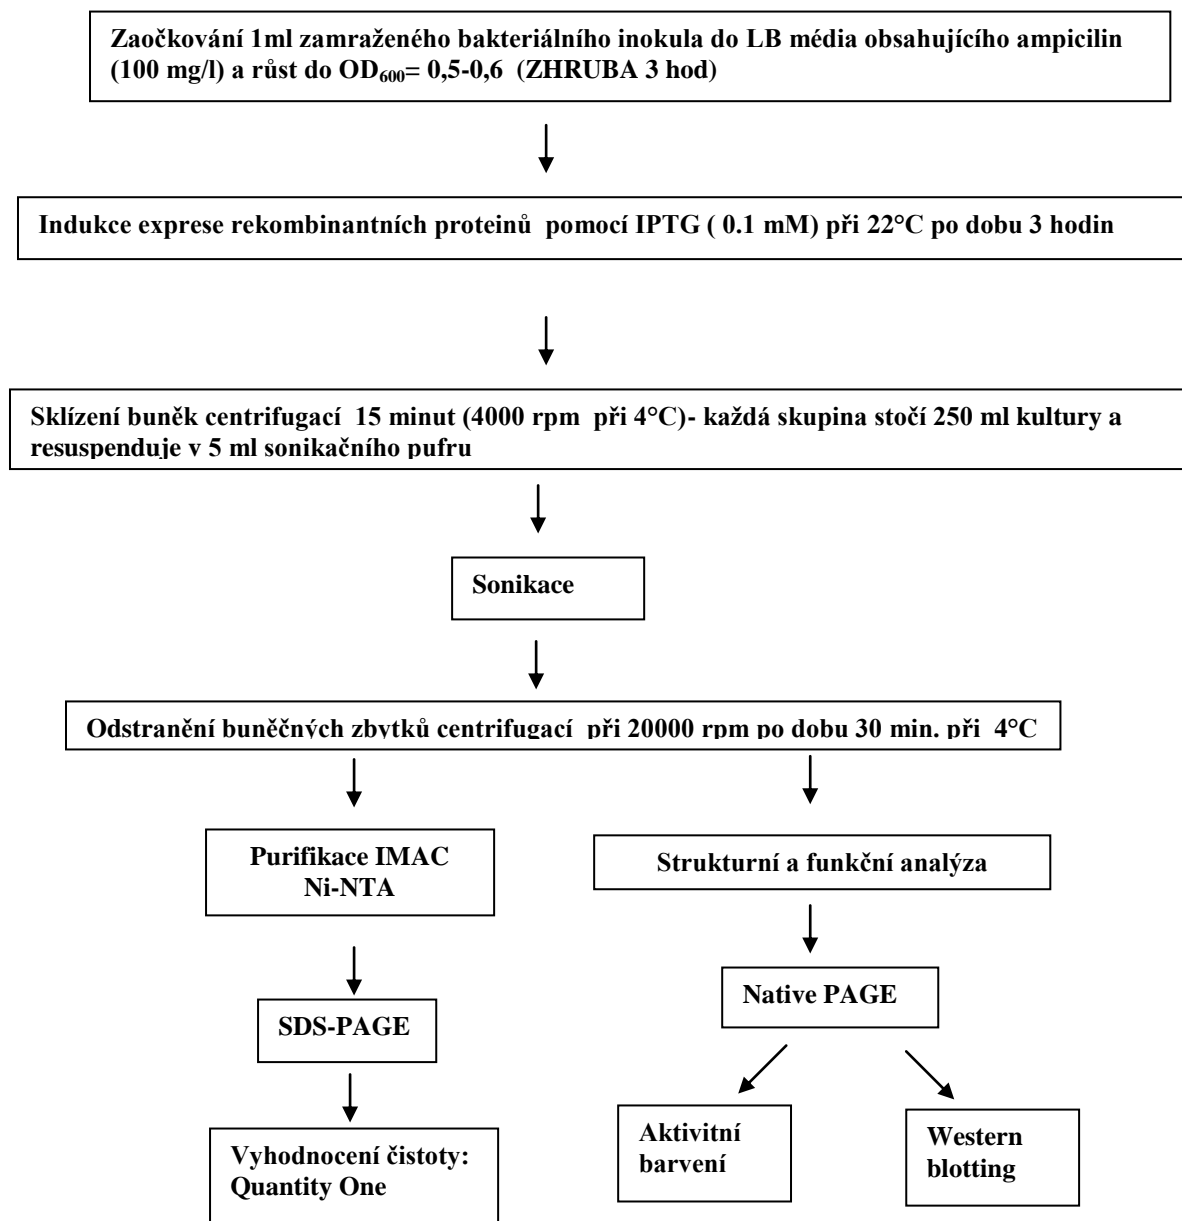 Zaočkování 1ml zamraženého bakteriálního inokula do LB média obsahujícího ampicilin
(100 mg/l) a růst do OD₆₀₀= 0,5-0,6 (ZHRUBA 3 hod)
Indukce exprese rekombinantních proteinů pomocí IPTG ( 0.1 mM) při 22°C po dobu 3 hodin
Sklízení buněk centrifugací 15 minut (4000 rpm při 4°C)- každá skupina stočí 250 ml kultury a
resuspenduje v 5 ml sonikačního pufru
Sonikace
Odstranění buněčných zbytků centrifugací při 20000 rpm po dobu 30 min. při 4°C
Purifikace IMAC
Ni-NTA
Strukturní a funkční analýza
SDS-PAGE
Native PAGE
Vyhodnocení čistoty:
Quantity One
Aktivitní
barvení
Western
blotting